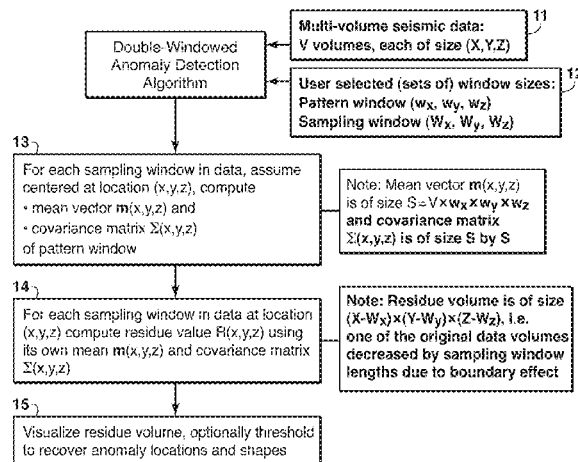 11
Multi-volume seismic data:
V volumes, each of size (X,Y,Z)
Double-Windowed
Anomaly Detection
Algorithm
12
User selected (sets of) window sizes:
Pattern window (wx, wy, wz)
Sampling window (Wx, Wy, Wz)
13
For each sampling window in data, assume
centered at location (x,y,z), compute
• mean vector m(x,y,z) and
• covariance matrix Σ(x,y,z)
of pattern window
Note: Mean vector m(x,y,z)
is of size S=V×wx×wy×wz
and covariance matrix
Σ(x,y,z) is of size S by S
14
For each sampling window in data at location
(x,y,z) compute residue value R(x,y,z) using
its own mean m(x,y,z) and covariance matrix
Σ(x,y,z)
Note: Residue volume is of size
(X-Wx)×(Y-Wy)×(Z-Wz), i.e.
one of the original data volumes
decreased by sampling window
lengths due to boundary effect
15
Visualize residue volume, optionally threshold
to recover anomaly locations and shapes